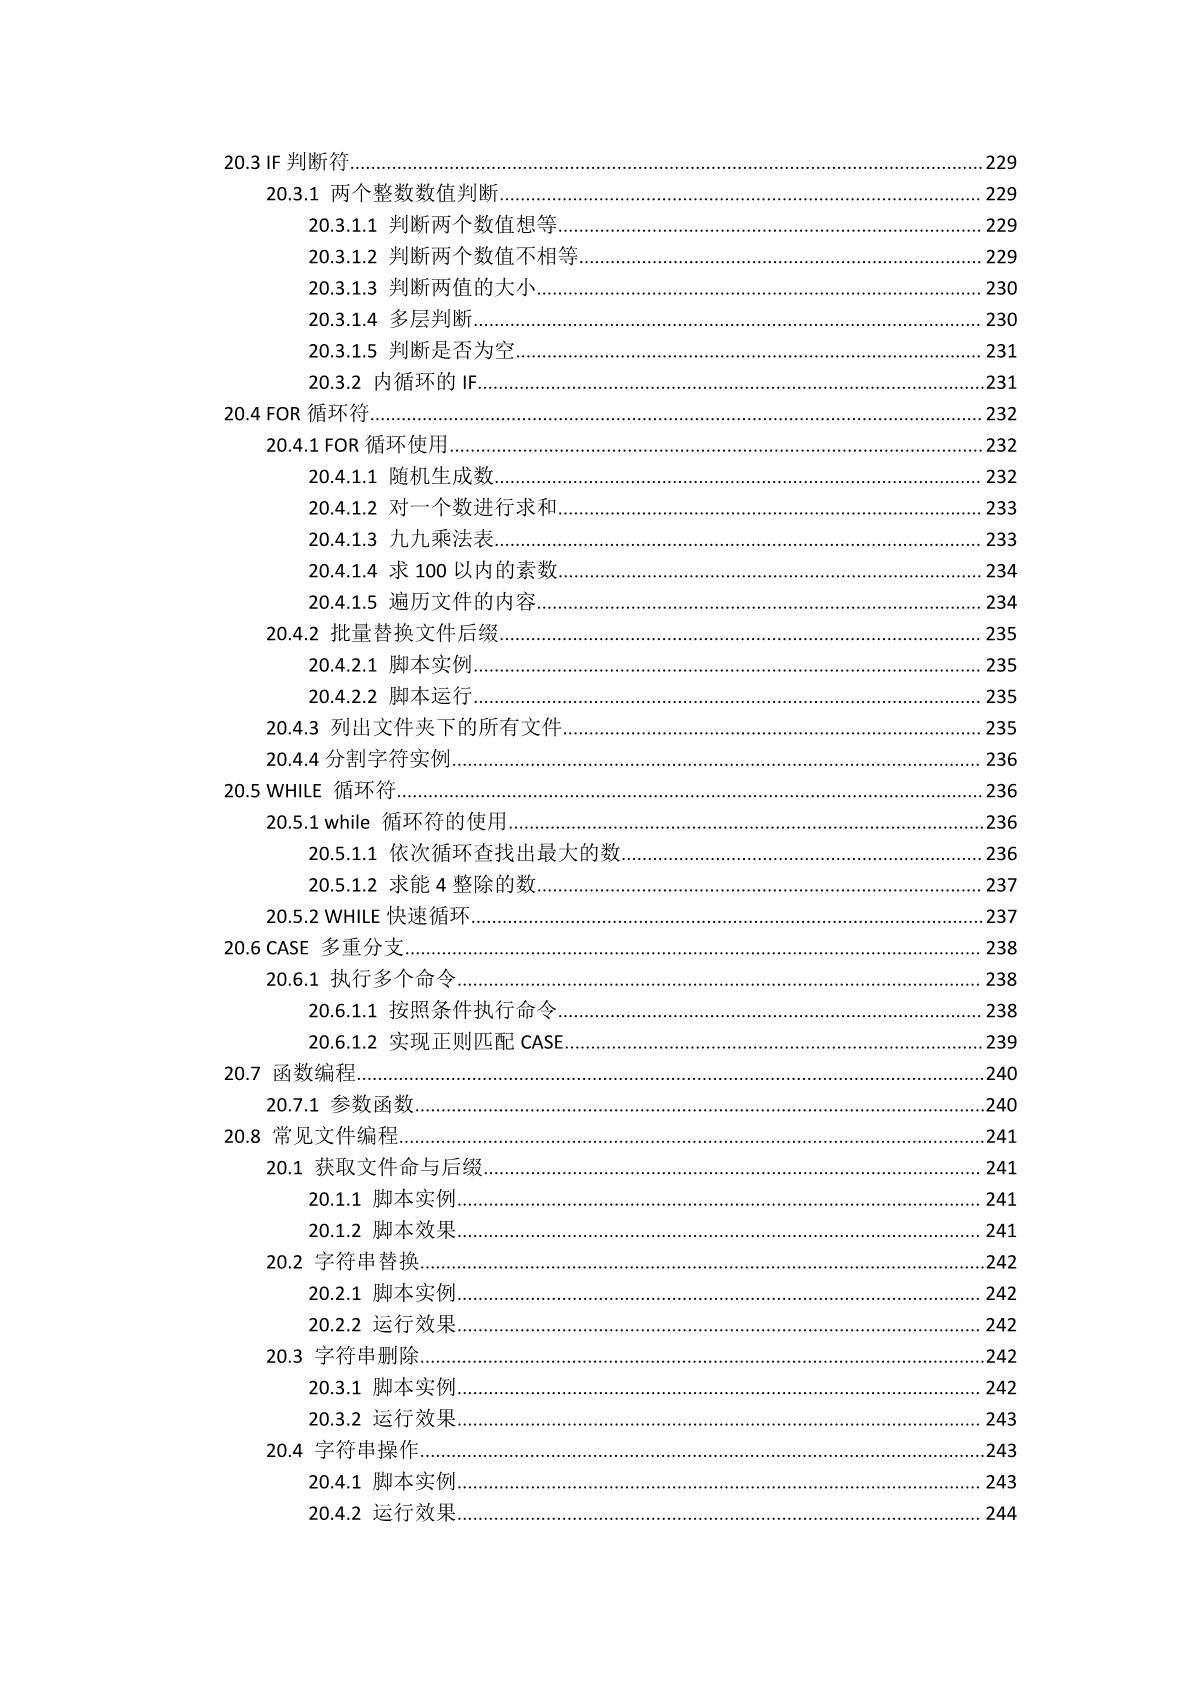 20.3 IF 判断符........229
20.3.1 两个整数数值判断........229
20.3.1.1 判断两个数值想等........229
20.3.1.2 判断两个数值不相等........229
20.3.1.3 判断两值的大小........230
20.3.1.4 多层判断........230
20.3.1.5 判断是否为空........231
20.3.2 内循环的 IF........231
20.4 FOR 循环符........232
20.4.1 FOR 循环使用........232
20.4.1.1 随机生成数........232
20.4.1.2 对一个数进行求和........233
20.4.1.3 九九乘法表........233
20.4.1.4 求 100 以内的素数........234
20.4.1.5 遍历文件的内容........234
20.4.2 批量替换文件后缀........235
20.4.2.1 脚本实例........235
20.4.2.2 脚本运行........235
20.4.3 列出文件夹下的所有文件........235
20.4.4 分割字符实例........236
20.5 WHILE 循环符........236
20.5.1 while 循环符的使用........236
20.5.1.1 依次循环查找出最大的数........236
20.5.1.2 求能 4 整除的数........237
20.5.2 WHILE 快速循环........237
20.6 CASE 多重分支........238
20.6.1 执行多个命令........238
20.6.1.1 按照条件执行命令........238
20.6.1.2 实现正则匹配 CASE........239
20.7 函数编程........240
20.7.1 参数函数........240
20.8 常见文件编程........241
20.1 获取文件命与后缀........241
20.1.1 脚本实例........241
20.1.2 脚本效果........241
20.2 字符串替换........242
20.2.1 脚本实例........242
20.2.2 运行效果........242
20.3 字符串删除........242
20.3.1 脚本实例........242
20.3.2 运行效果........243
20.4 字符串操作........243
20.4.1 脚本实例........243
20.4.2 运行效果........244